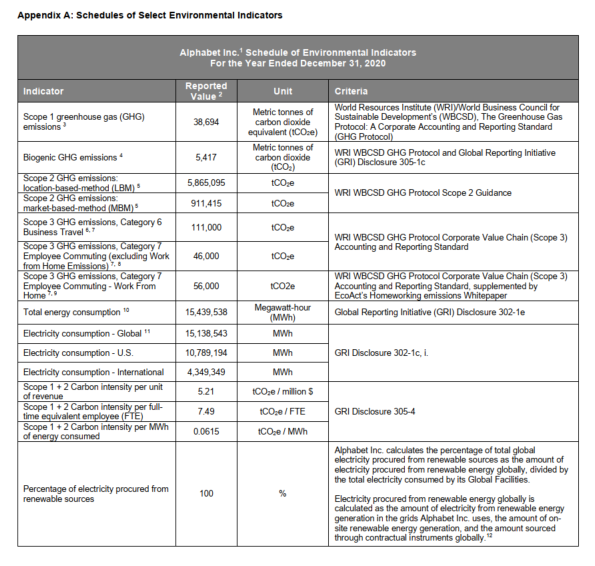 Appendix A: Schedules of Select Environmental Indicators
Alphabet Inc.¹ Schedule of Environmental Indicators
For the Year Ended December 31, 2020
Indicator
Reported
Value ²
Unit
Criteria
Scope 1 greenhouse gas (GHG)
emissions ³
38,694
Metric tonnes of
carbon dioxide
equivalent (tCO₂e)
World Resources Institute (WRI)/World Business Council for
Sustainable Development's (WBCSD), The Greenhouse Gas
Protocol: A Corporate Accounting and Reporting Standard
(GHG Protocol)
Biogenic GHG emissions ⁴
5,417
Metric tonnes of
carbon dioxide
(tCO₂)
WRI WBCSD GHG Protocol and Global Reporting Initiative
(GRI) Disclosure 305-1c
Scope 2 GHG emissions:
location-based-method (LBM) ⁵
5,865,095
tCO₂e
Scope 2 GHG emissions:
market-based-method (MBM) ⁵
911,415
tCO₂e
WRI WBCSD GHG Protocol Scope 2 Guidance
Scope 3 GHG emissions, Category 6
Business Travel ⁶, ⁷
111,000
tCO₂e
Scope 3 GHG emissions, Category 7
Employee Commuting (excluding Work
from Home Emissions) ⁷, ⁸
46,000
tCO₂e
WRI WBCSD GHG Protocol Corporate Value Chain (Scope 3)
Accounting and Reporting Standard
Scope 3 GHG emissions, Category 7
Employee Commuting - Work From
Home ⁷, ⁹
56,000
tCO2e
WRI WBCSD GHG Protocol Corporate Value Chain (Scope 3)
Accounting and Reporting Standard, supplemented by
EcoAct's Homeworking emissions Whitepaper
Total energy consumption ¹⁰
15,439,538
Megawatt-hour
(MWh)
Global Reporting Initiative (GRI) Disclosure 302-1e
Electricity consumption - Global ¹¹
15,138,543
MWh
Electricity consumption - U.S.
10,789,194
MWh
Electricity consumption - International
4,349,349
MWh
GRI Disclosure 302-1c, i.
Scope 1 + 2 Carbon intensity per unit
of revenue
5.21
tCO₂e / million $
Scope 1 + 2 Carbon intensity per full-
time equivalent employee (FTE)
7.49
tCO₂e / FTE
Scope 1 + 2 Carbon intensity per MWh
of energy consumed
0.0615
tCO₂e / MWh
GRI Disclosure 305-4
Percentage of electricity procured from
renewable sources
100
%
Alphabet Inc. calculates the percentage of total global
electricity procured from renewable sources as the amount of
electricity procured from renewable energy globally, divided by
the total electricity consumed by its Global Facilities.
Electricity procured from renewable energy globally is
calculated as the amount of electricity from renewable energy
generation in the grids Alphabet Inc. uses, the amount of on-
site renewable energy generation, and the amount sourced
through contractual instruments globally.¹²